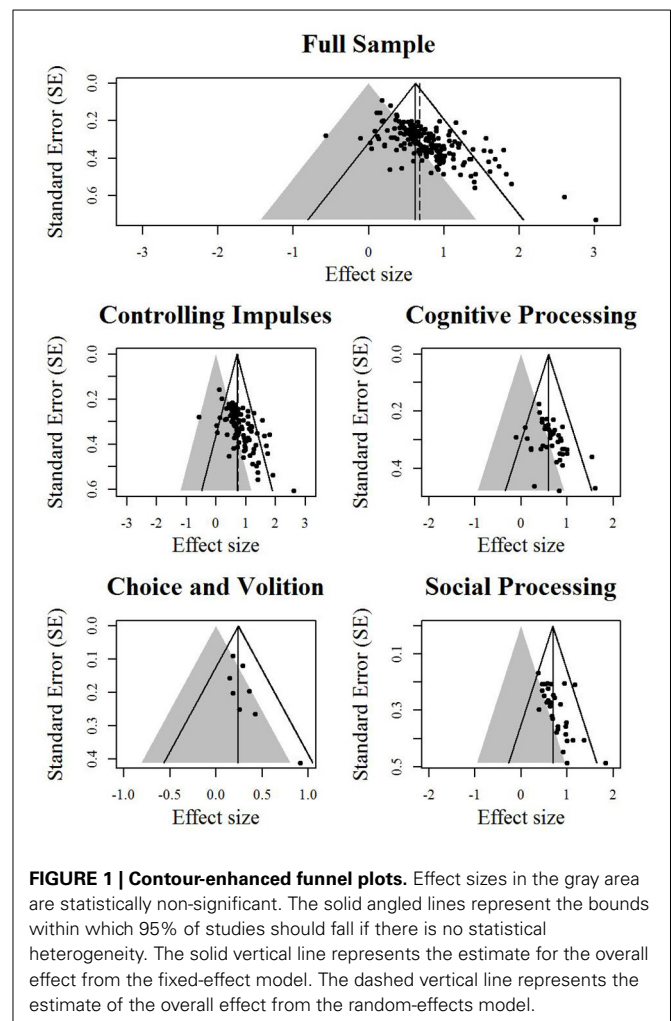 Full Sample
Standard Error (SE)
0.0
0.2
0.4
0.6
-3 -2 -1 0 1 2 3
Effect size
Controlling Impulses
Standard Error (SE)
0.0
0.2
0.4
0.6
-3 -2 -1 0 1 2 3
Effect size
Cognitive Processing
Standard Error (SE)
0.0
0.2
0.4
-2 -1 0 1 2
Effect size
Choice and Volition
Standard Error (SE)
0.0
0.1
0.2
0.3
0.4
-1.0 -0.5 0.0 0.5 1.0
Effect size
Social Processing
Standard Error (SE)
0.1
0.3
0.5
-2 -1 0 1 2
Effect size
FIGURE 1 | Contour-enhanced funnel plots. Effect sizes in the gray area
are statistically non-significant. The solid angled lines represent the bounds
within which 95% of studies should fall if there is no statistical
heterogeneity. The solid vertical line represents the estimate for the overall
effect from the fixed-effect model. The dashed vertical line represents the
estimate of the overall effect from the random-effects model.